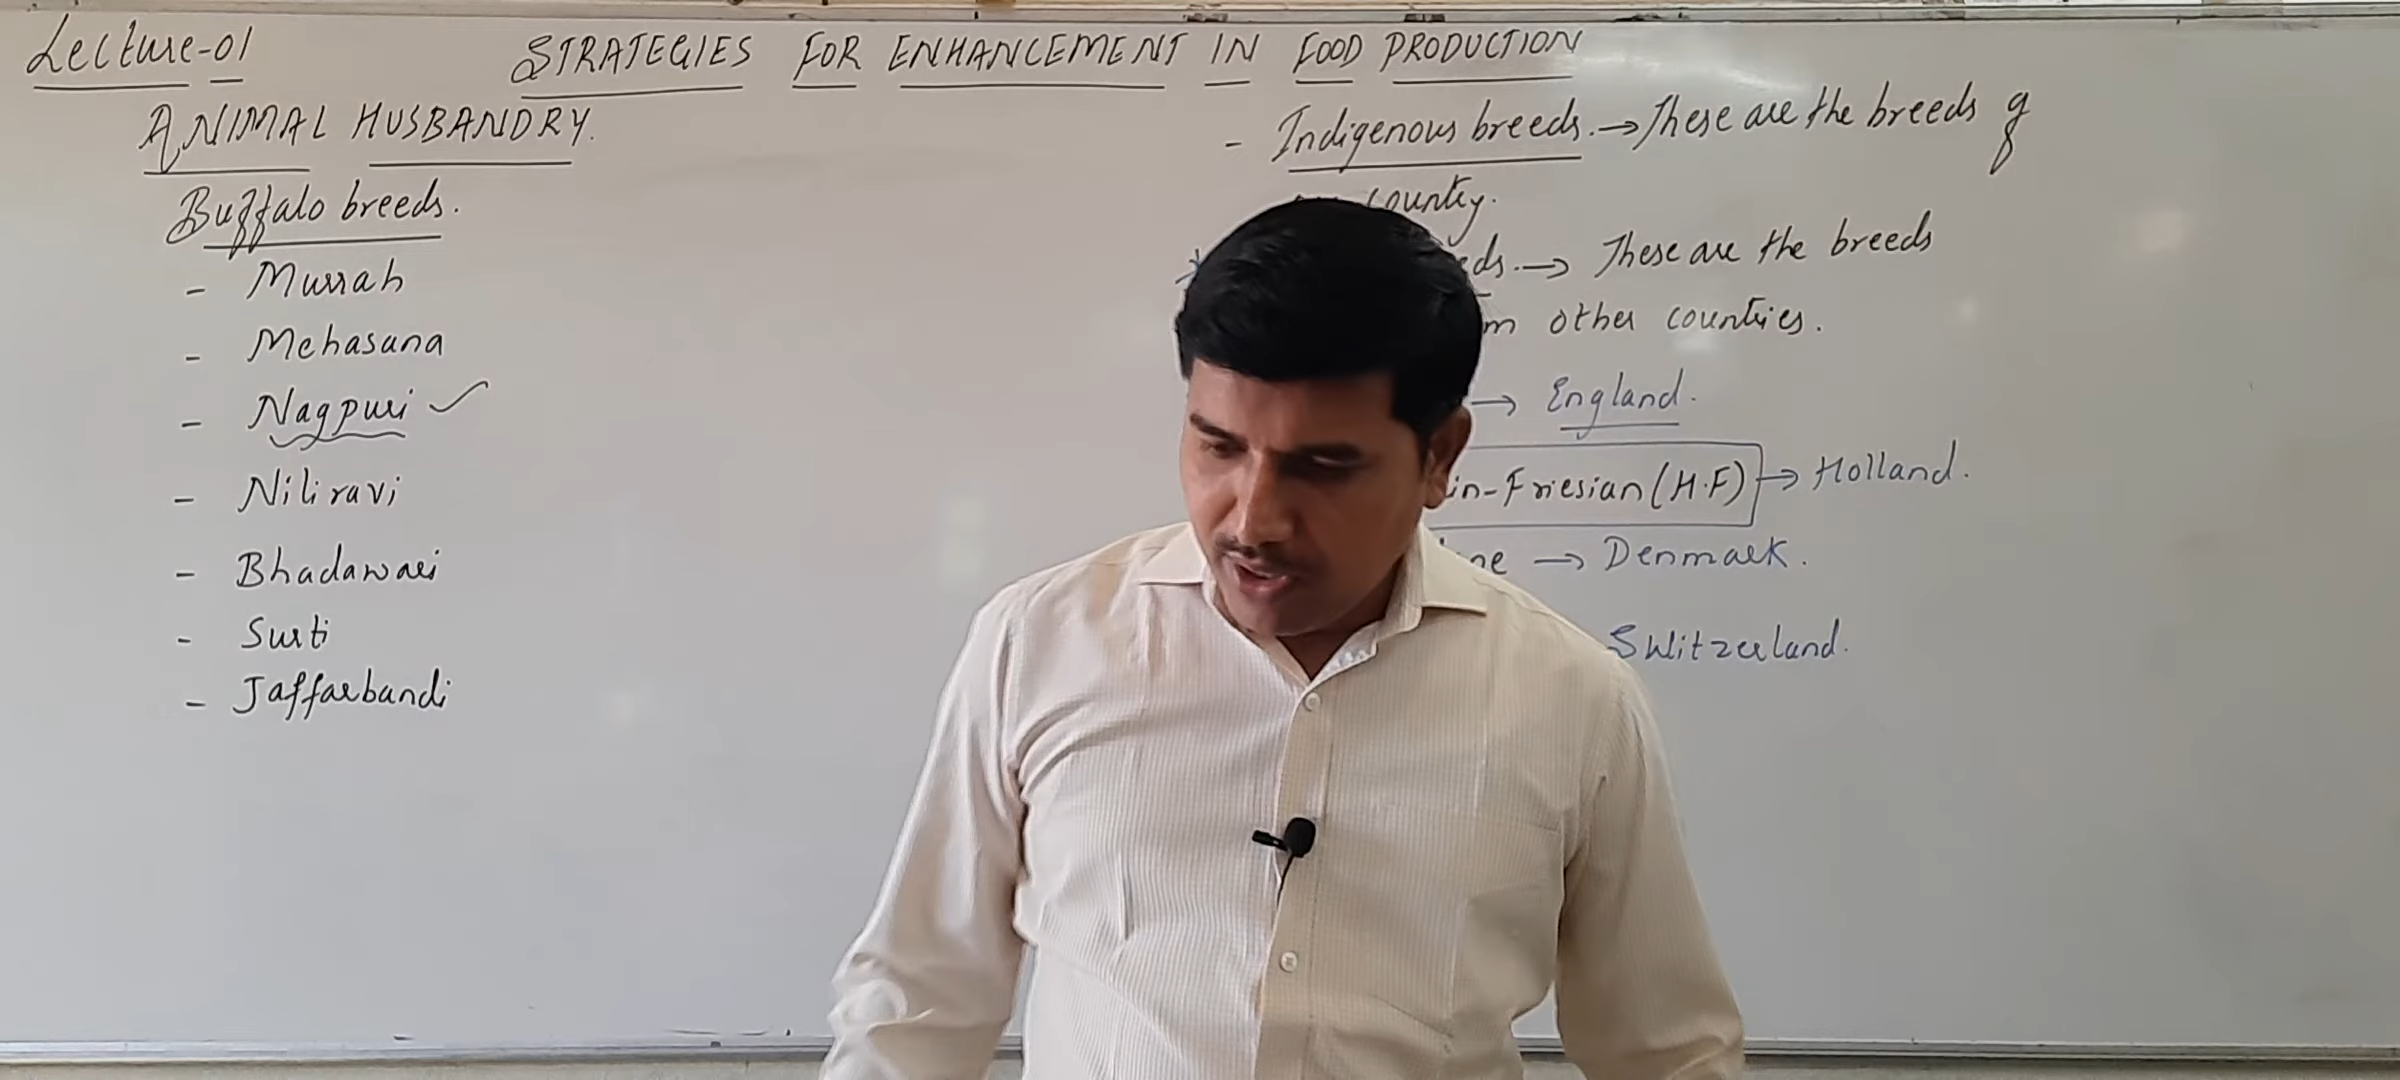 Lecture-01
STRATEGIES FOR ENHANCEMENT IN FOOD PRODUCTION
ANIMAL HUSBANDRY.
Buffalo breeds.
- Murrah
- Mehasana
- Nagpuri ✓
- Niliravi
- Bhadawari
- Surti
- Jaffarbandi
- Indigenous breeds. → These are the breeds of
country.
→ These are the breeds
other countries.
→ England.
-Friesian (H.F) → Holland.
→ Denmark.
Switzerland.